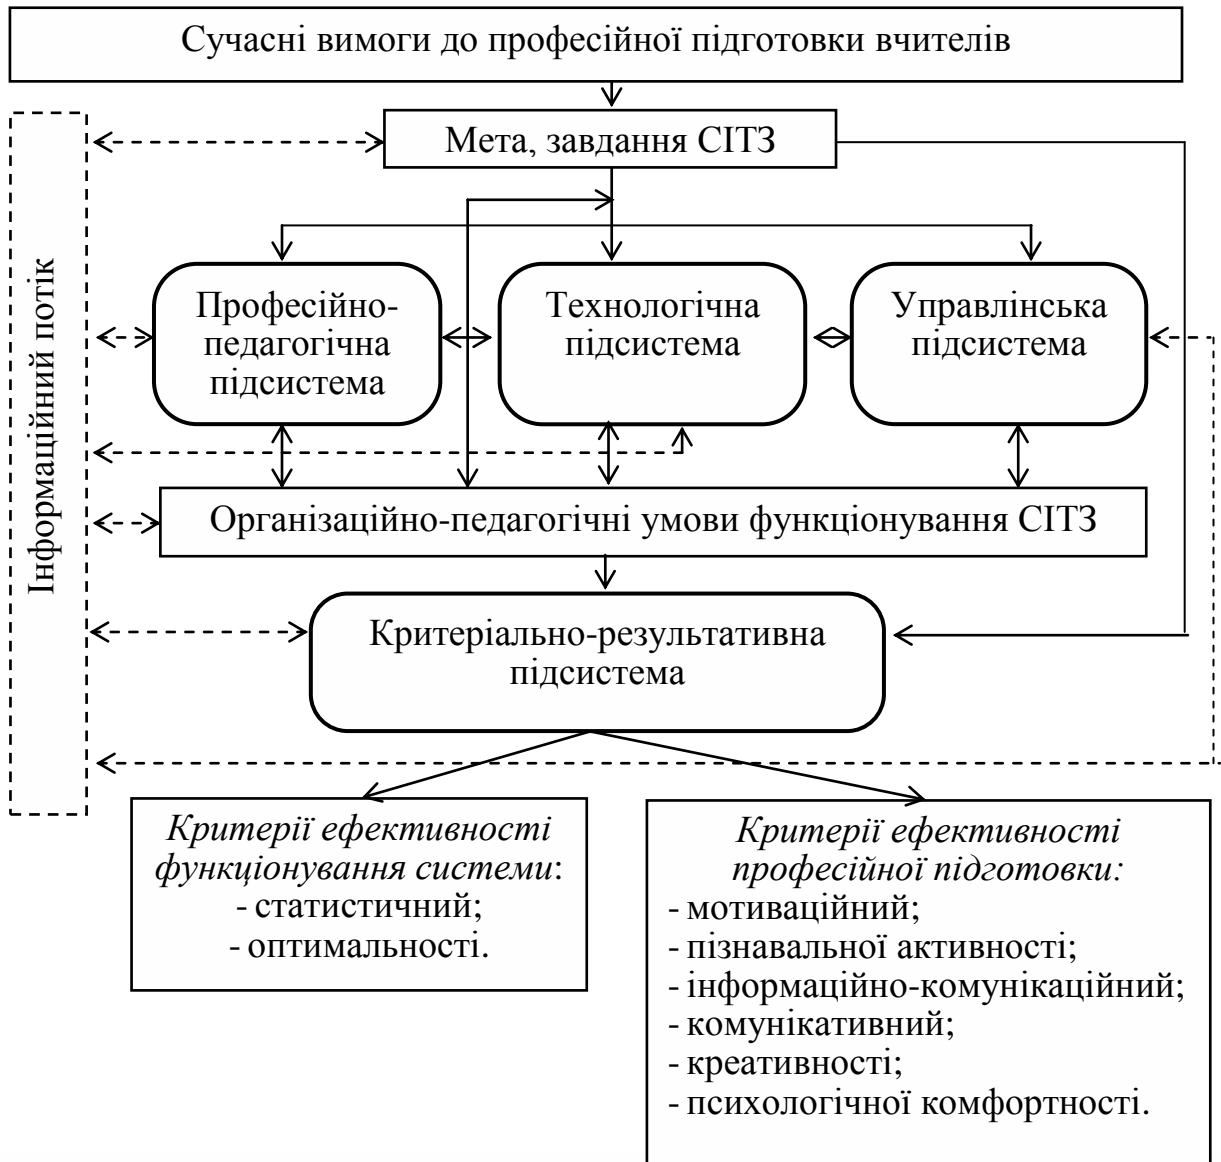 Сучасні вимоги до професійної підготовки вчителів
Мета, завдання СІТЗ
Інформаційний потік
Професійно-
педагогічна
підсистема
Технологічна
підсистема
Управлінська
підсистема
Організаційно-педагогічні умови функціонування СІТЗ
Критеріально-результативна
підсистема
Критерії ефективності
функціонування системи:
- статистичний;
- оптимальності.
Критерії ефективності
професійної підготовки:
- мотиваційний;
- пізнавальної активності;
- інформаційно-комунікаційний;
- комунікативний;
- креативності;
- психологічної комфортності.